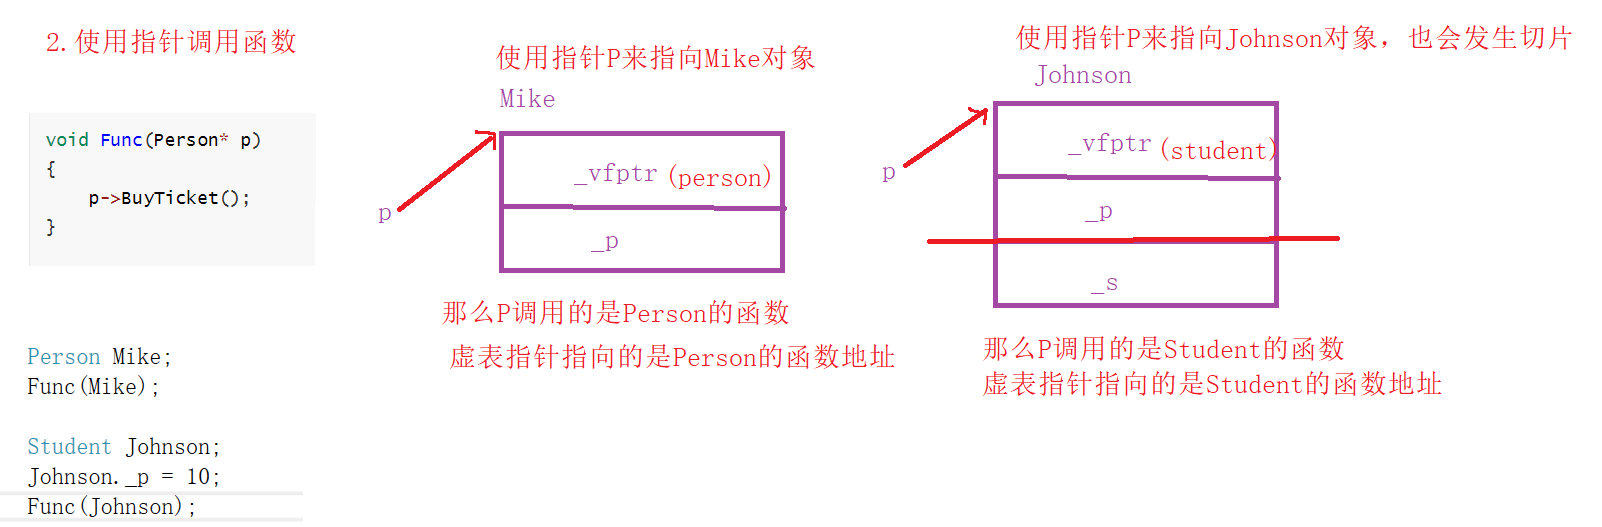 2.使用指针调用函数
void Func(Person* p)
{
    p->BuyTicket();
}
Person Mike;
Func(Mike);
Student Johnson;
Johnson._p = 10;
Func(Johnson);
使用指针P来指向Mike对象
Mike
_vfptr (person)
p
_p
那么P调用的是Person的函数
虚表指针指向的是Person的函数地址
使用指针P来指向Johnson对象，也会发生切片
Johnson
_vfptr (student)
p
_p
_s
那么P调用的是Student的函数
虚表指针指向的是Student的函数地址